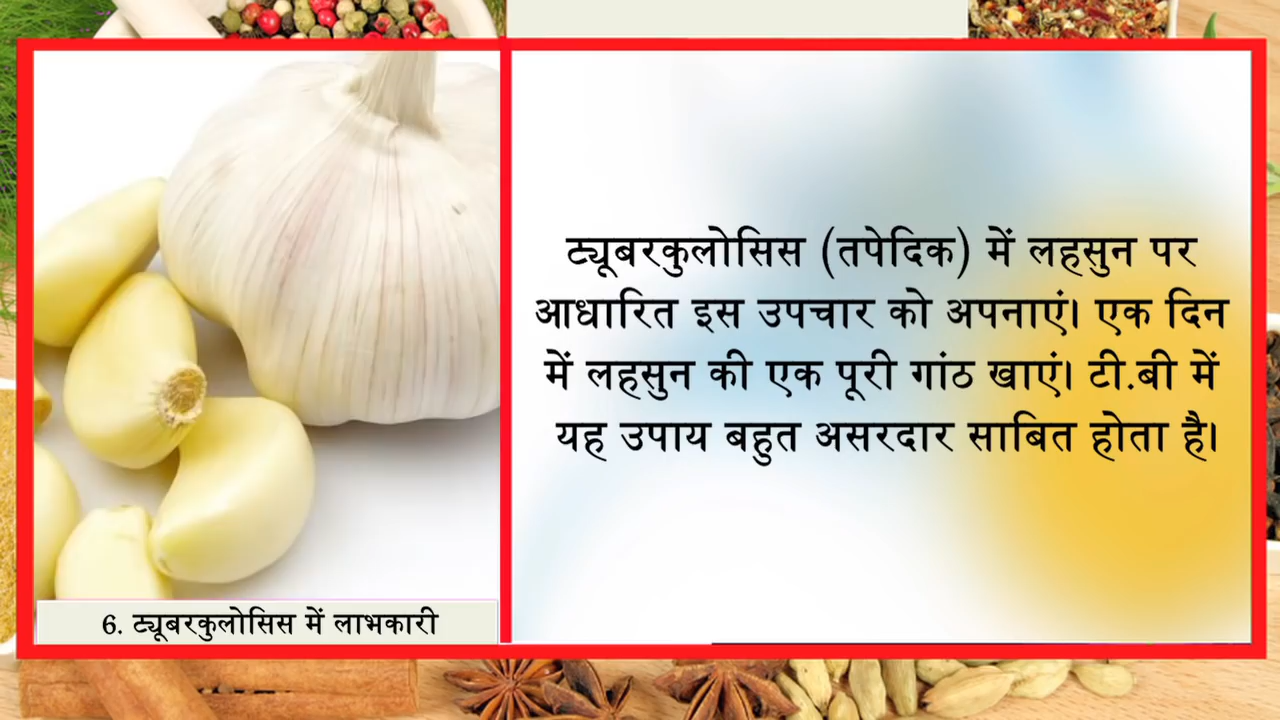 ट्यूबरकुलोसिस (तपेदिक) में लहसुन पर
आधारित इस उपचार को अपनाएं। एक दिन
में लहसुन की एक पूरी गांठ खाएं। टी.बी में
यह उपाय बहुत असरदार साबित होता है।
6. ट्यूबरकुलोसिस में लाभकारी